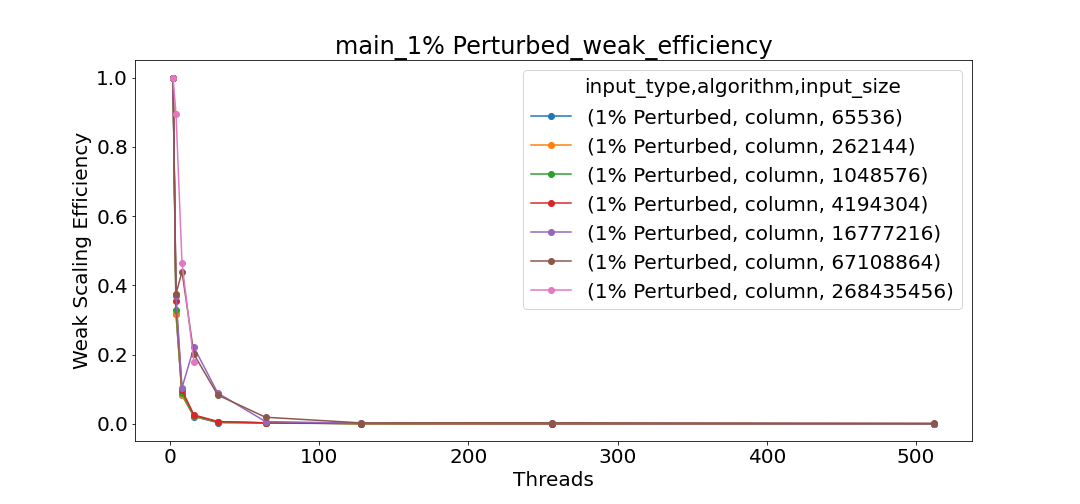 main_1% Perturbed_weak_efficiency
input_type,algorithm,input_size
(1% Perturbed, column, 65536)
(1% Perturbed, column, 262144)
(1% Perturbed, column, 1048576)
(1% Perturbed, column, 4194304)
(1% Perturbed, column, 16777216)
(1% Perturbed, column, 67108864)
(1% Perturbed, column, 268435456)
Weak Scaling Efficiency
1.0
0.8
0.6
0.4
0.2
0.0
0 100 200 300 400 500
Threads